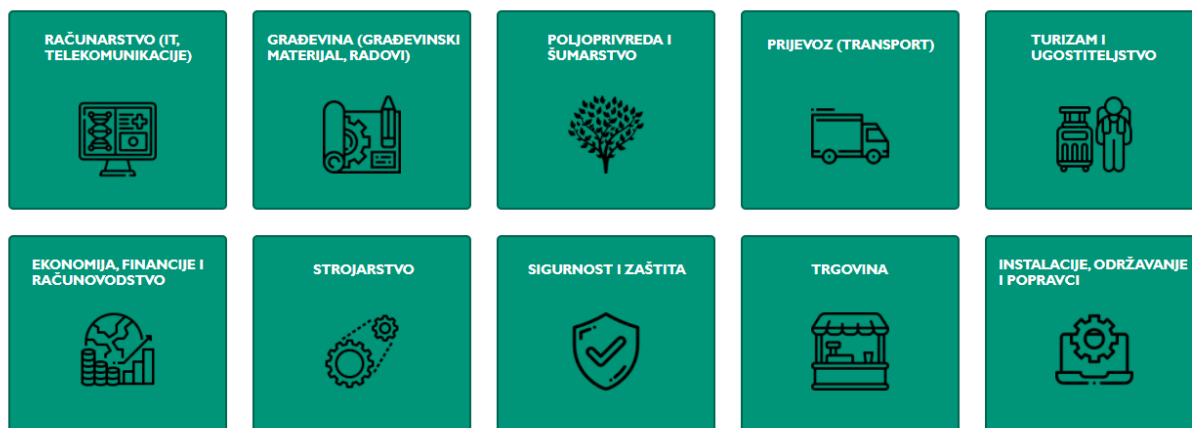 RAČUNARSTVO (IT,
TELEKOMUNIKACIJE)
GRAĐEVINA (GRAĐEVINSKI
MATERIJAL, RADOVI)
POLJOPRIVREDA I
ŠUMARSTVO
PRIJEVOZ (TRANSPORT)
TURIZAM I
UGOSTITELJSTVO
EKONOMIJA, FINANCIJE I
RAČUNOVODSTVO
STROJARSTVO
SIGURNOST I ZAŠTITA
TRGOVINA
INSTALACIJE, ODRŽAVANJE
I POPRAVCI